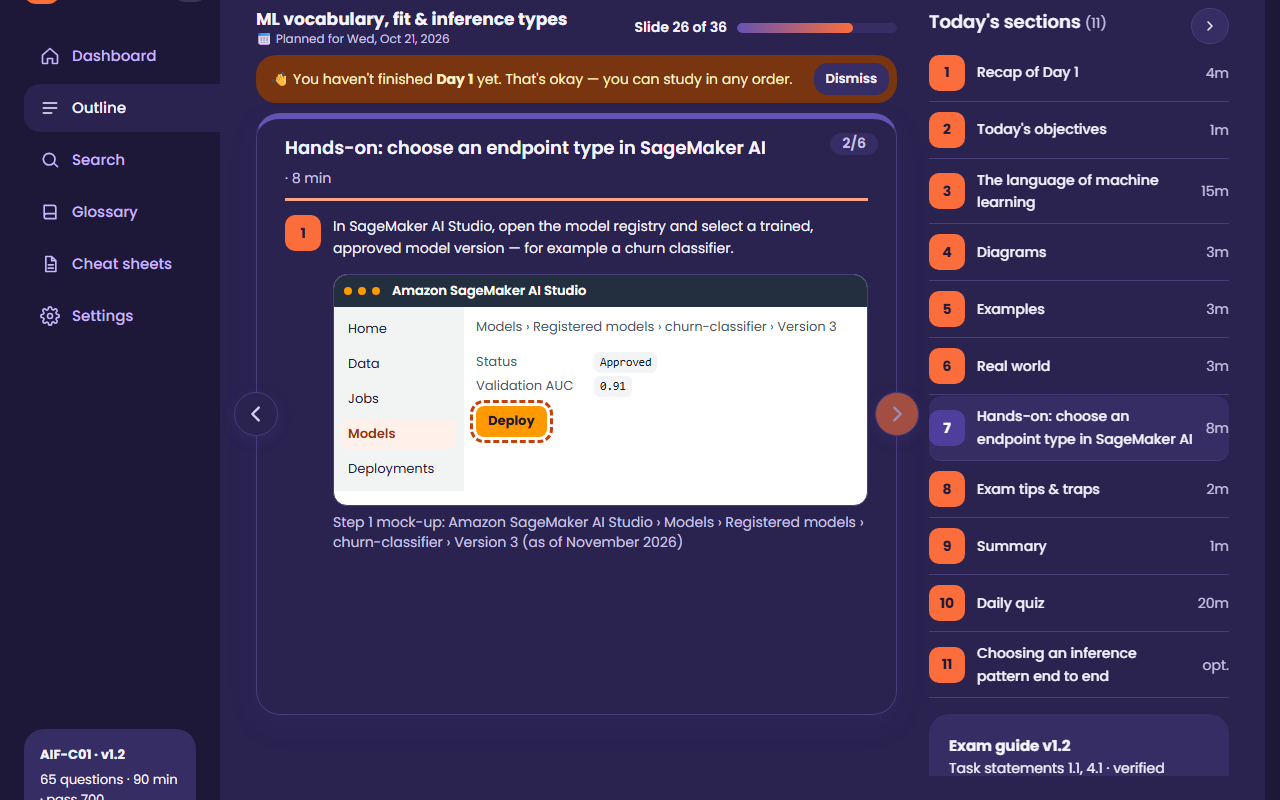 Dashboard
Outline
Search
Glossary
Cheat sheets
Settings
AIF-C01 · v1.2
65 questions · 90 min
· pass 700
ML vocabulary, fit & inference types
Planned for Wed, Oct 21, 2026
Slide 26 of 36
You haven't finished Day 1 yet. That's okay — you can study in any order.
Dismiss
Hands-on: choose an endpoint type in SageMaker AI
2/6
· 8 min
1
In SageMaker AI Studio, open the model registry and select a trained,
approved model version — for example a churn classifier.
Amazon SageMaker AI Studio
Home
Data
Jobs
Models
Deployments
Models › Registered models › churn-classifier › Version 3
Status Approved
Validation AUC 0.91
Deploy
Step 1 mock-up: Amazon SageMaker AI Studio › Models › Registered models ›
churn-classifier › Version 3 (as of November 2026)
Today's sections (11)
1 Recap of Day 1 4m
2 Today's objectives 1m
3 The language of machine
learning 15m
4 Diagrams 3m
5 Examples 3m
6 Real world 3m
7 Hands-on: choose an
endpoint type in SageMaker AI 8m
8 Exam tips & traps 2m
9 Summary 1m
10 Daily quiz 20m
11 Choosing an inference
pattern end to end opt.
Exam guide v1.2
Task statements 1.1, 4.1 · verified